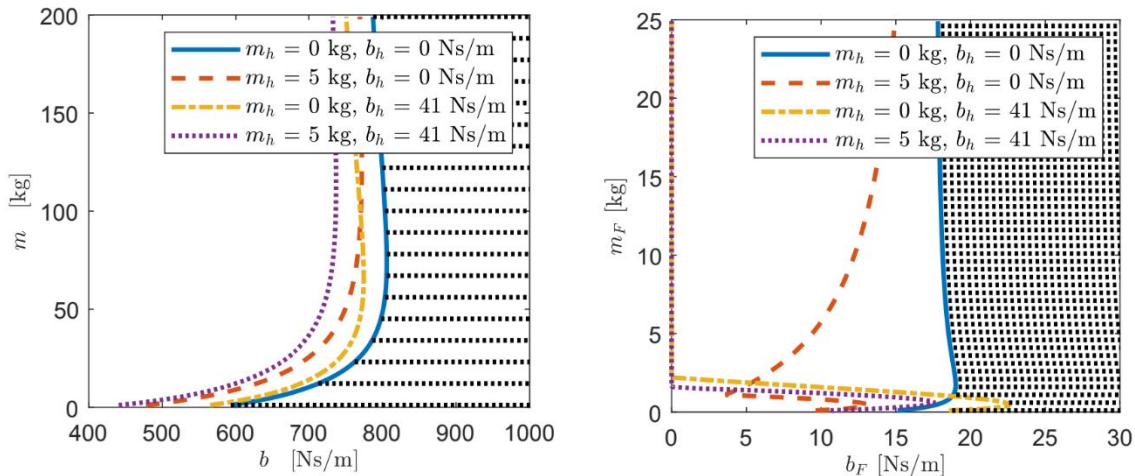 200
150
100
50
0
m [kg]
400 500 600 700 800 900 1000
b [Ns/m]
m_h = 0 kg, b_h = 0 Ns/m
m_h = 5 kg, b_h = 0 Ns/m
m_h = 0 kg, b_h = 41 Ns/m
m_h = 5 kg, b_h = 41 Ns/m
25
20
15
10
5
0
m_F [kg]
0 5 10 15 20 25 30
b_F [Ns/m]
m_h = 0 kg, b_h = 0 Ns/m
m_h = 5 kg, b_h = 0 Ns/m
m_h = 0 kg, b_h = 41 Ns/m
m_h = 5 kg, b_h = 41 Ns/m